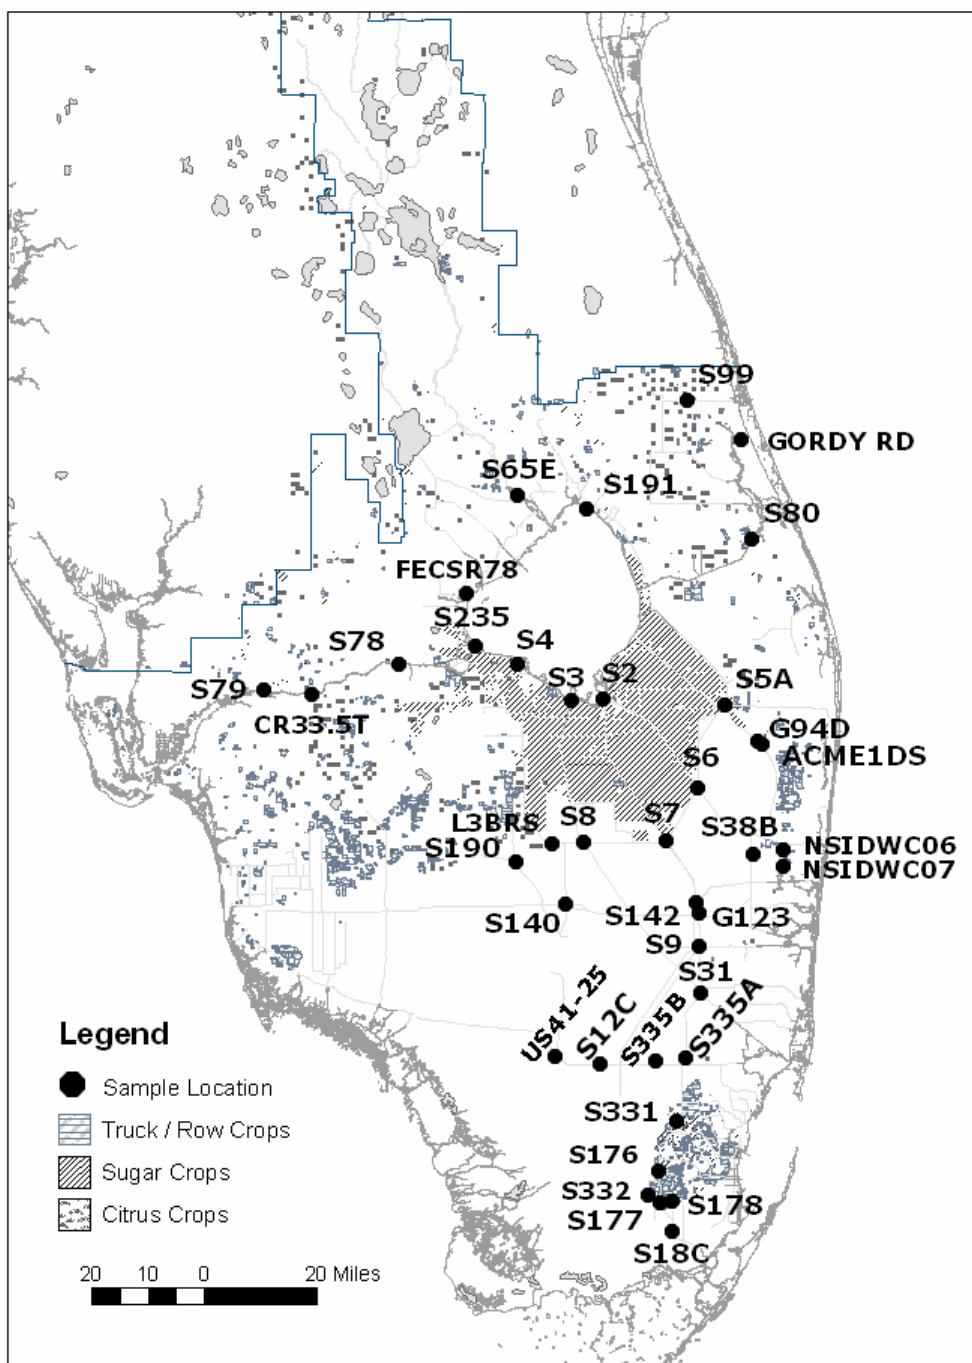 S99
GORDY RD
S65E
S191
S80
FECSR78
S235
S4
S78
S79
CR33.5T
S3
S2
S5A
G94D
ACME1DS
S6
S7
S8
L3BRS
S190
S38B
NSIDWC06
NSIDWC07
S140
S142
G123
S9
S31
US41-25
S12C
S335B
S335A
Legend
Sample Location
Truck / Row Crops
Sugar Crops
Citrus Crops
S331
S176
S332
S177
S178
S18C
20 10 0 20 Miles